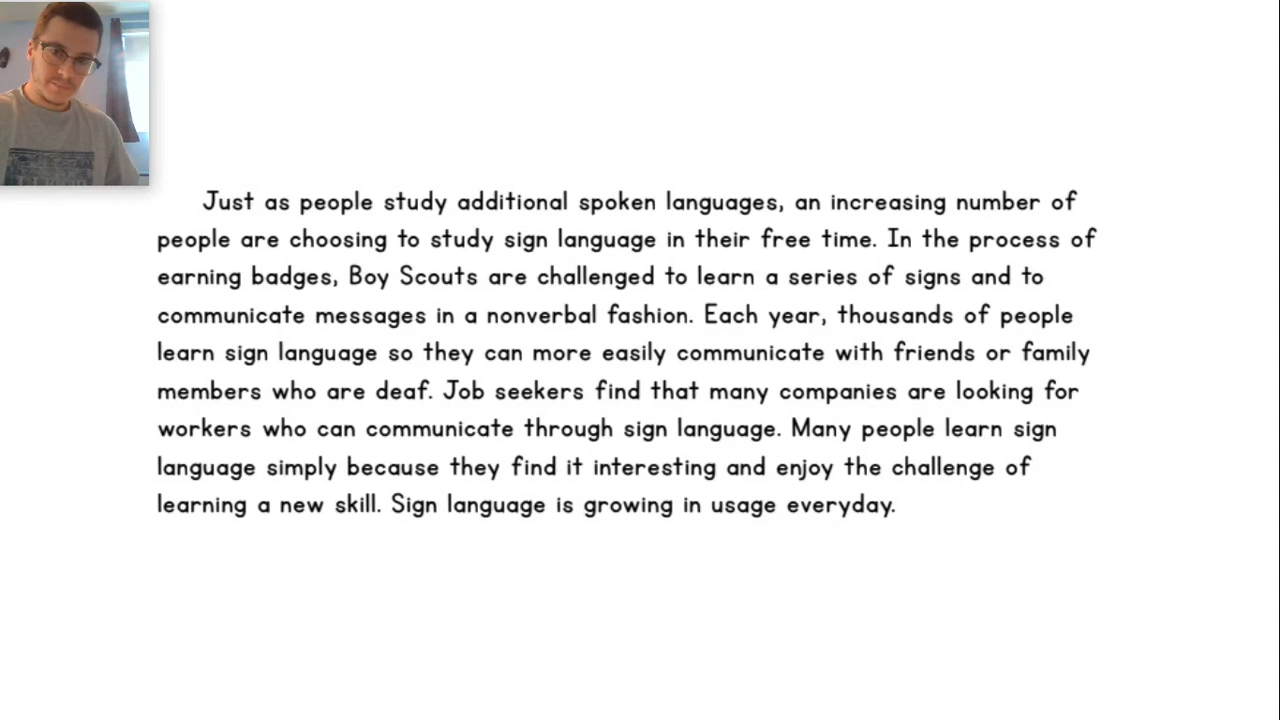 Just as people study additional spoken languages, an increasing number of
people are choosing to study sign language in their free time. In the process of
earning badges, Boy Scouts are challenged to learn a series of signs and to
communicate messages in a nonverbal fashion. Each year, thousands of people
learn sign language so they can more easily communicate with friends or family
members who are deaf. Job seekers find that many companies are looking for
workers who can communicate through sign language. Many people learn sign
language simply because they find it interesting and enjoy the challenge of
learning a new skill. Sign language is growing in usage everyday.